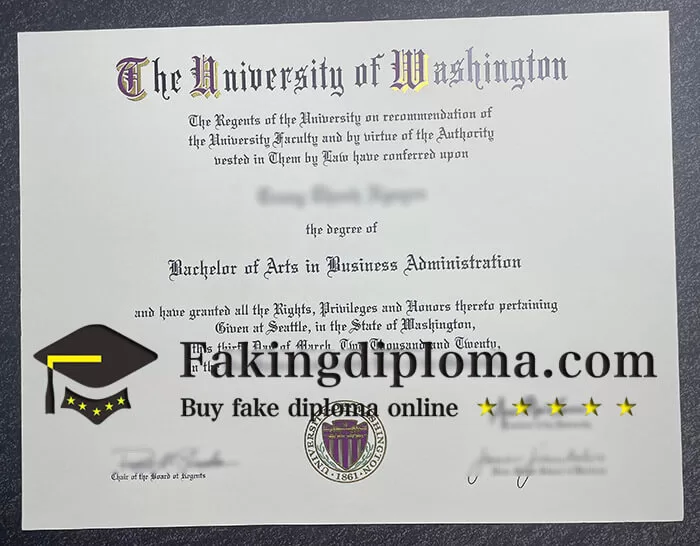 The University of Washington
The Regents of the University on recommendation of
the University Faculty and by virtue of the Authority
vested in Them by Law have conferred upon
the degree of
Bachelor of Arts in Business Administration
and have granted all the Rights, Privileges and Honors thereto pertaining
Given at Seattle, in the State of Washington,
this third Day of March, Two Thousand and Twenty,
Fakingdiploma.com
Buy fake diploma online
Chair of the Board of Regents
1861